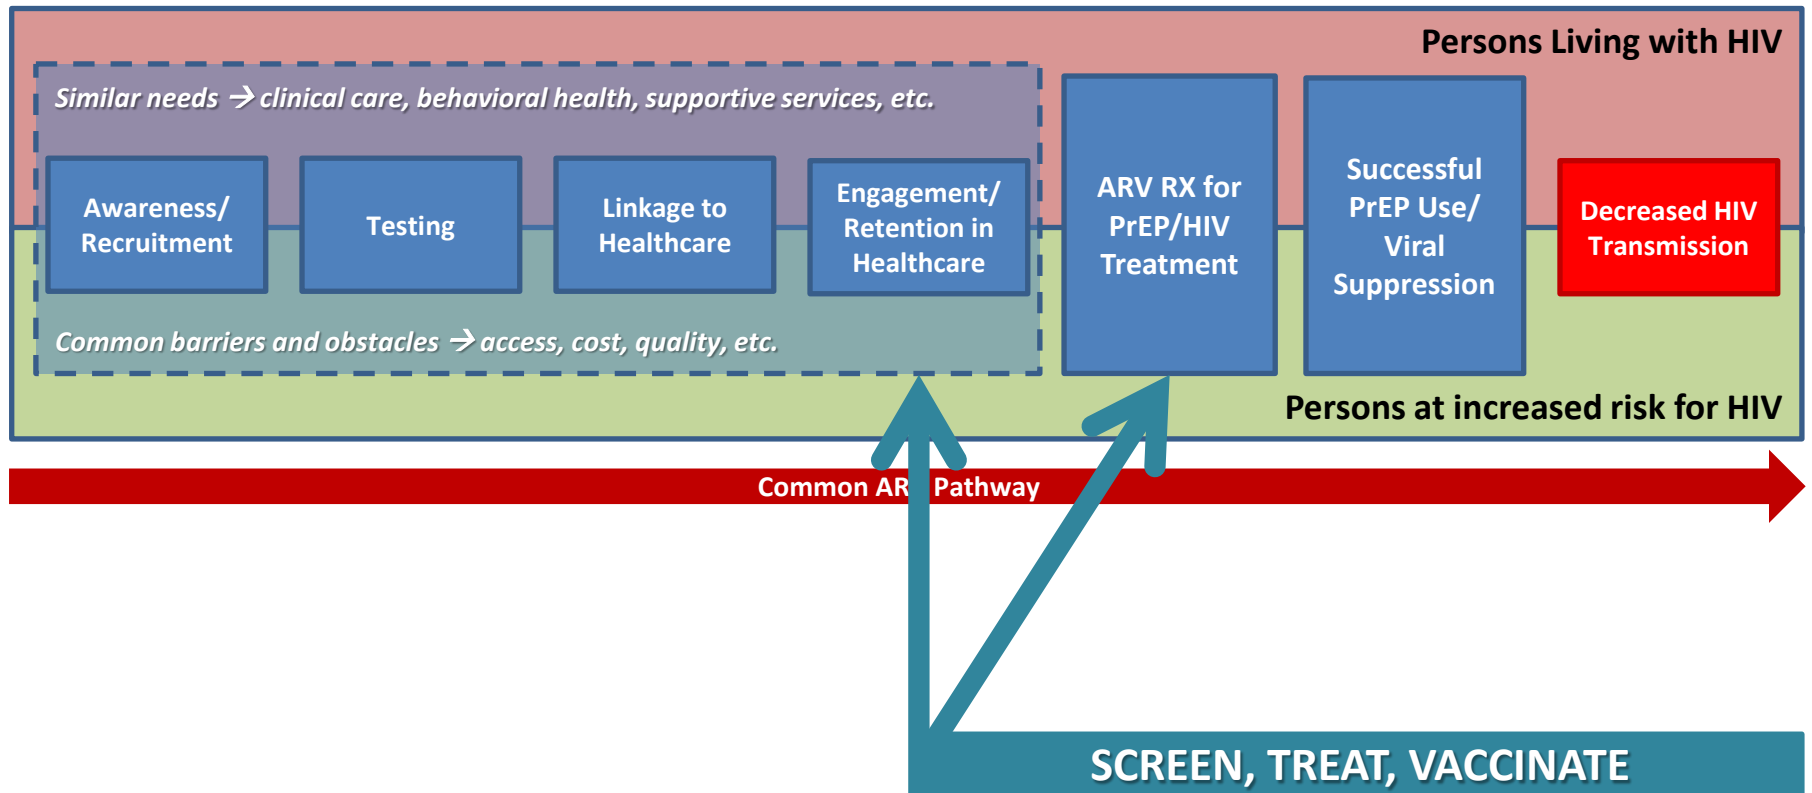 Persons Living with HIV
Similar needs → clinical care, behavioral health, supportive services, etc.
Awareness/
Recruitment
Testing
Linkage to
Healthcare
Engagement/
Retention in
Healthcare
ARV RX for
PrEP/HIV
Treatment
Successful
PrEP Use/
Viral
Suppression
Decreased HIV
Transmission
Common barriers and obstacles → access, cost, quality, etc.
Persons at increased risk for HIV
Common Pathway
SCREEN, TREAT, VACCINATE